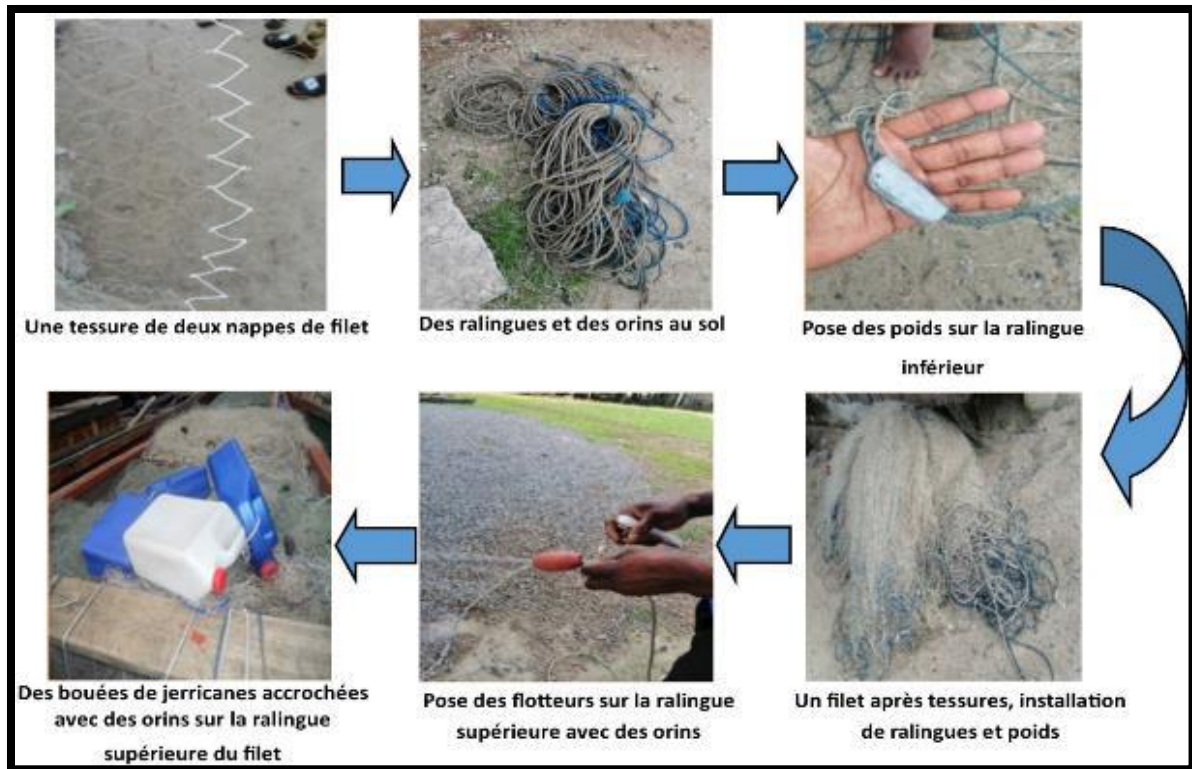 Une tessure de deux nappes de filet
Des ralingues et des orins au sol
Pose des poids sur la ralingue
inférieur
Des bouées de jerricanes accrochées
avec des orins sur la ralingue
supérieure du filet
Pose des flotteurs sur la ralingue
supérieure avec des orins
Un filet après tessures, installation
de ralingues et poids